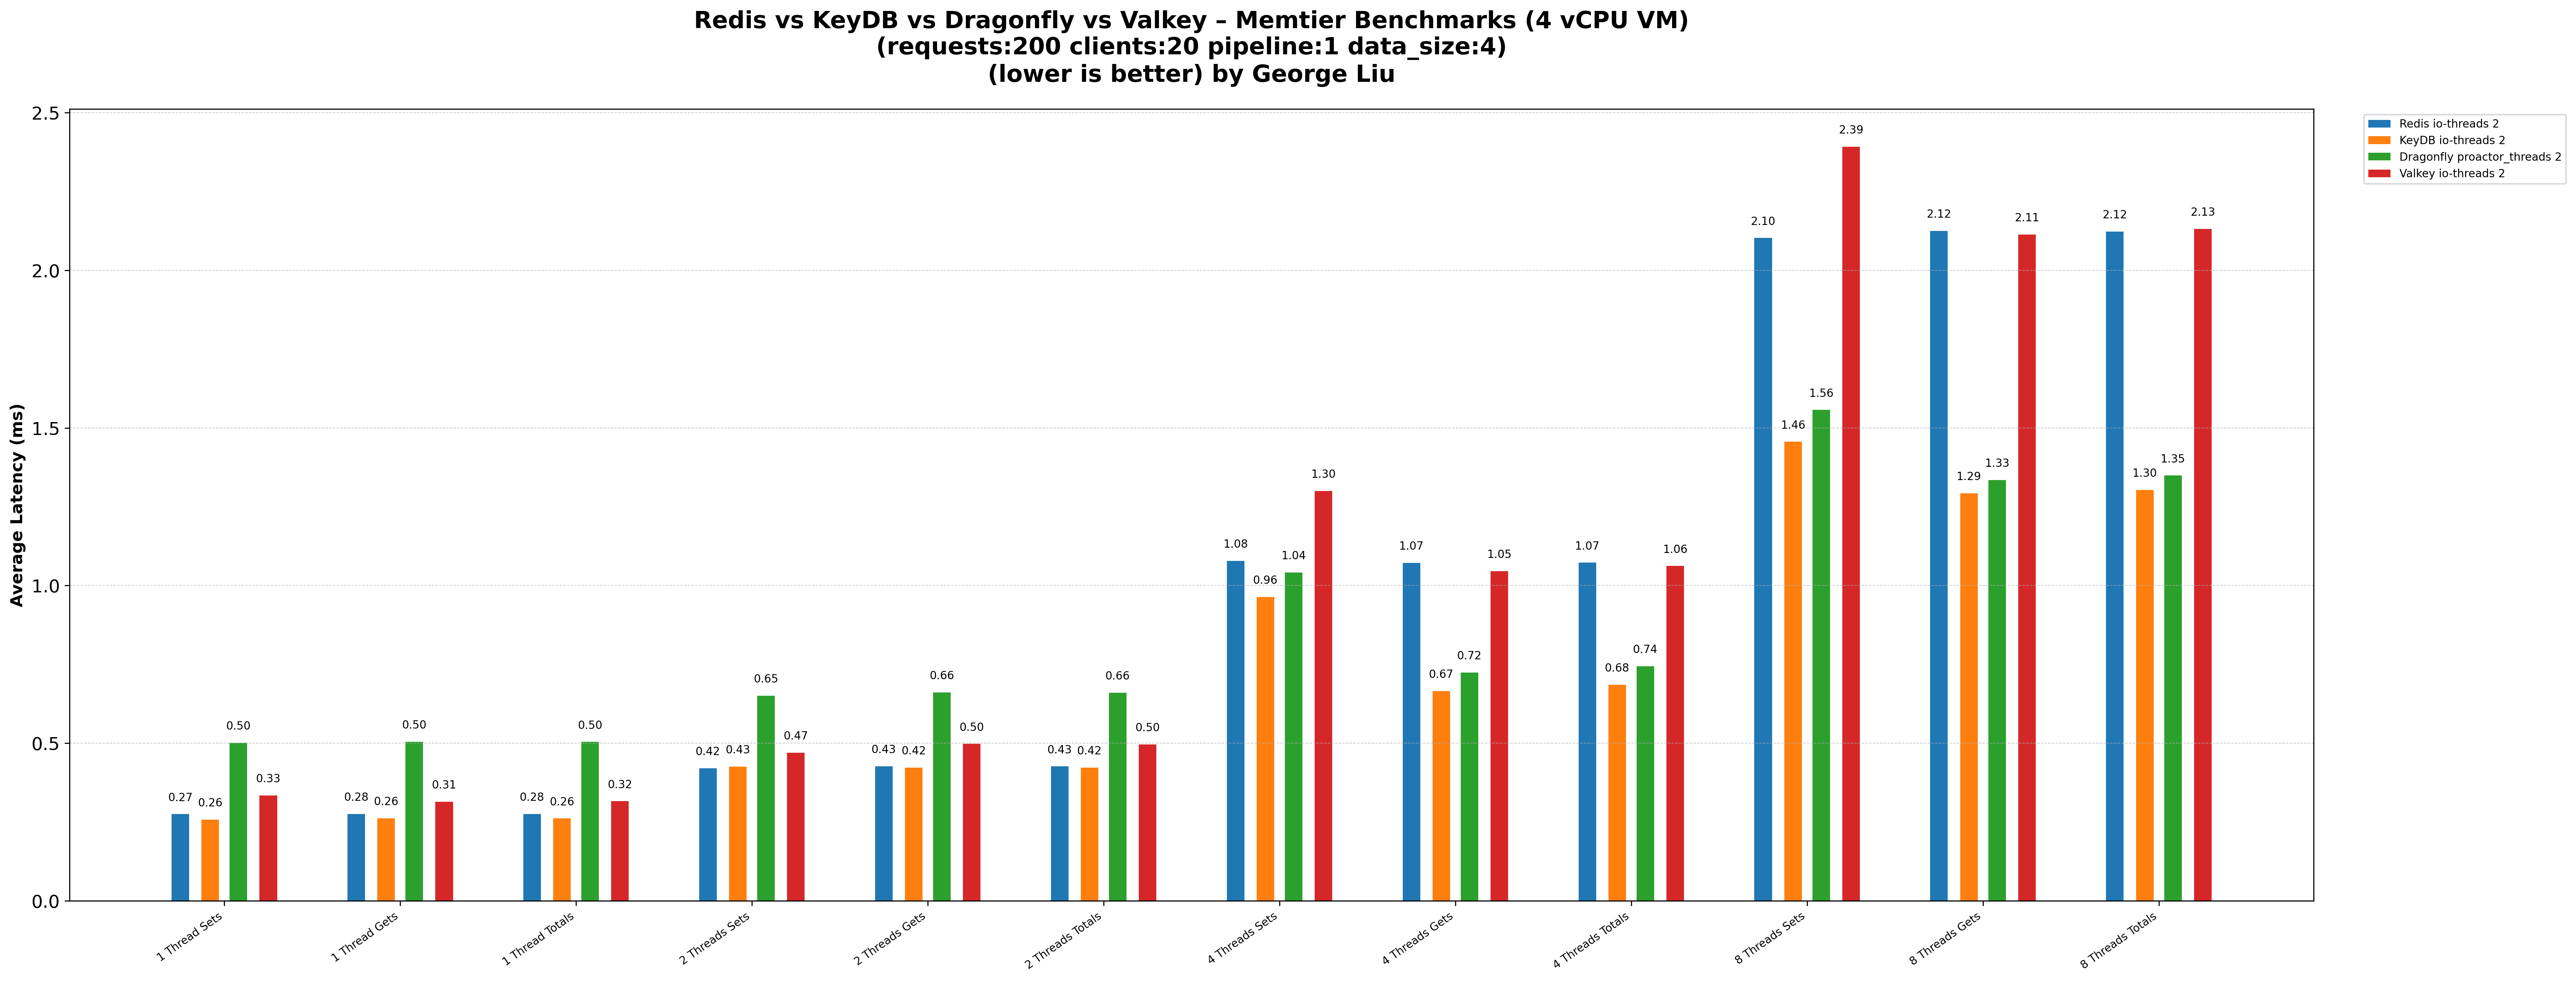 Redis vs KeyDB vs Dragonfly vs Valkey – Memtier Benchmarks (4 vCPU VM)
(requests:200 clients:20 pipeline:1 data_size:4)
(lower is better) by George Liu
Average Latency (ms)
2.5
2.0
1.5
1.0
0.5
0.0
Redis io-threads 2
KeyDB io-threads 2
Dragonfly proactor_threads 2
Valkey io-threads 2
0.27 0.26 0.50 0.33
0.28 0.26 0.50 0.31
0.28 0.26 0.50 0.32
0.42 0.43 0.65 0.47
0.43 0.42 0.66 0.50
0.43 0.42 0.66 0.50
1.08 0.96 1.04 1.30
1.07 0.67 0.72 1.05
1.07 0.68 0.74 1.06
2.10 1.46 1.56 2.39
2.12 1.29 1.33 2.11
2.12 1.30 1.35 2.13
1 Thread Sets
1 Thread Gets
1 Thread Totals
2 Threads Sets
2 Threads Gets
2 Threads Totals
4 Threads Sets
4 Threads Gets
4 Threads Totals
8 Threads Sets
8 Threads Gets
8 Threads Totals